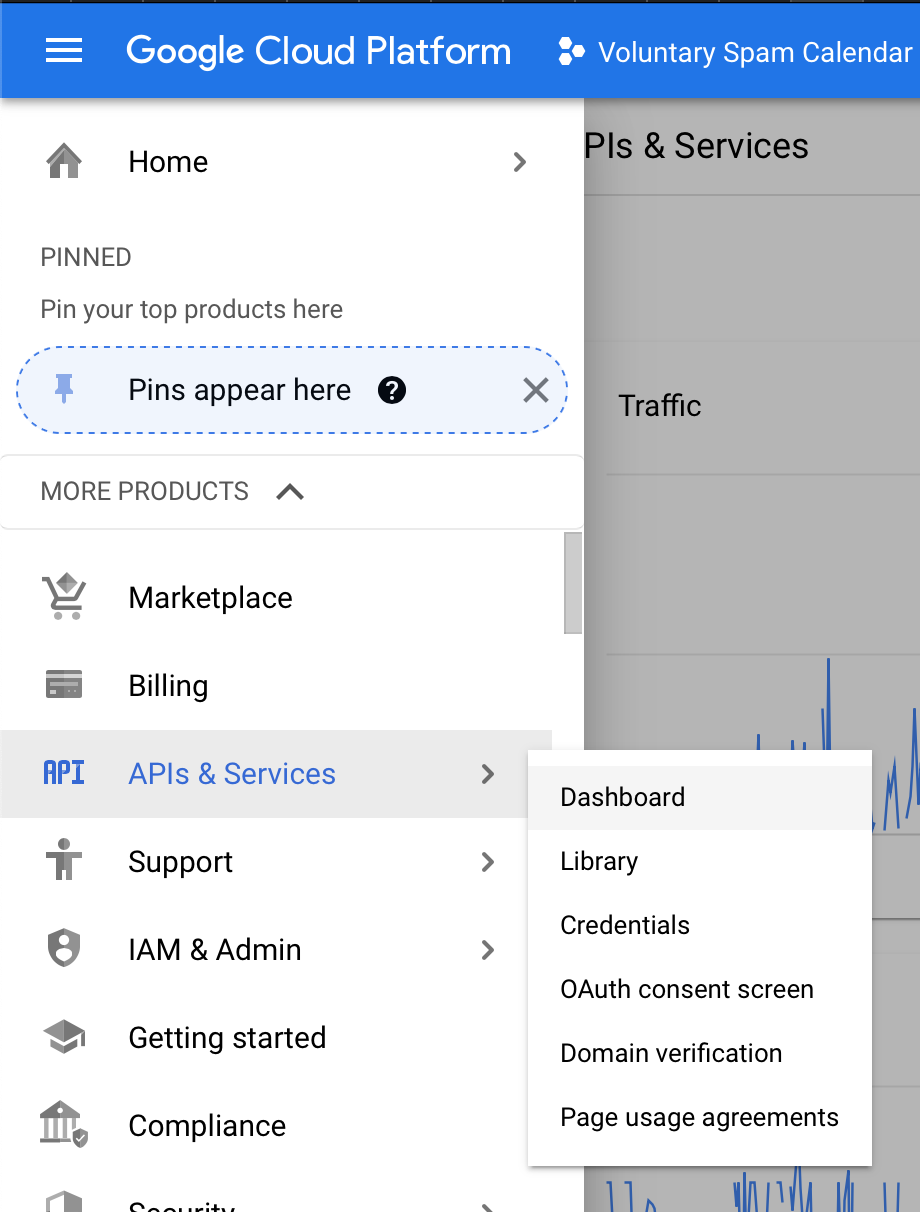 Google Cloud Platform
Voluntary Spam Calendar
Home
PIs & Services
PINNED
Pin your top products here
Pins appear here
Traffic
MORE PRODUCTS
Marketplace
Billing
API APIs & Services
Dashboard
Library
Support
Credentials
IAM & Admin
OAuth consent screen
Getting started
Domain verification
Compliance
Page usage agreements
Security